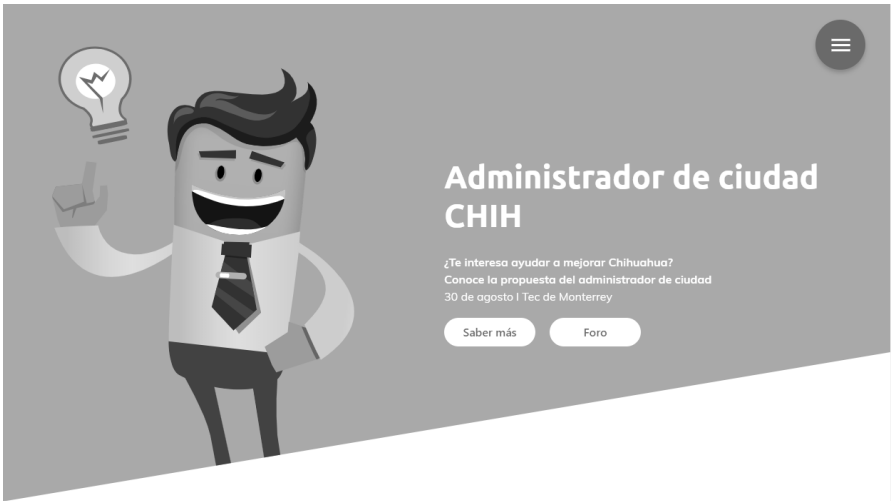 Administrador de ciudad
CHIH
¿Te interesa ayudar a mejorar Chihuahua?
Conoce la propuesta del administrador de ciudad
30 de agosto l Tec de Monterrey
Saber más
Foro